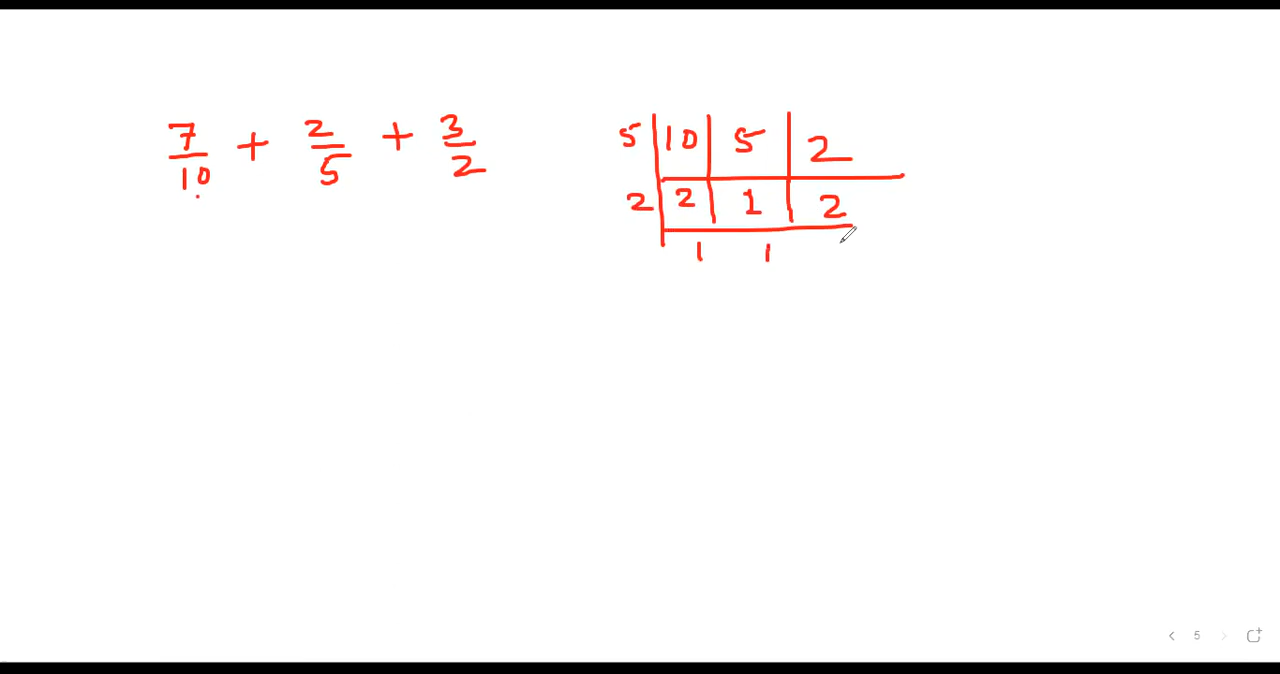 7/10 + 2/5 + 3/2
5 | 10 | 5 | 2
2 | 2 | 1 | 2
1 1
5